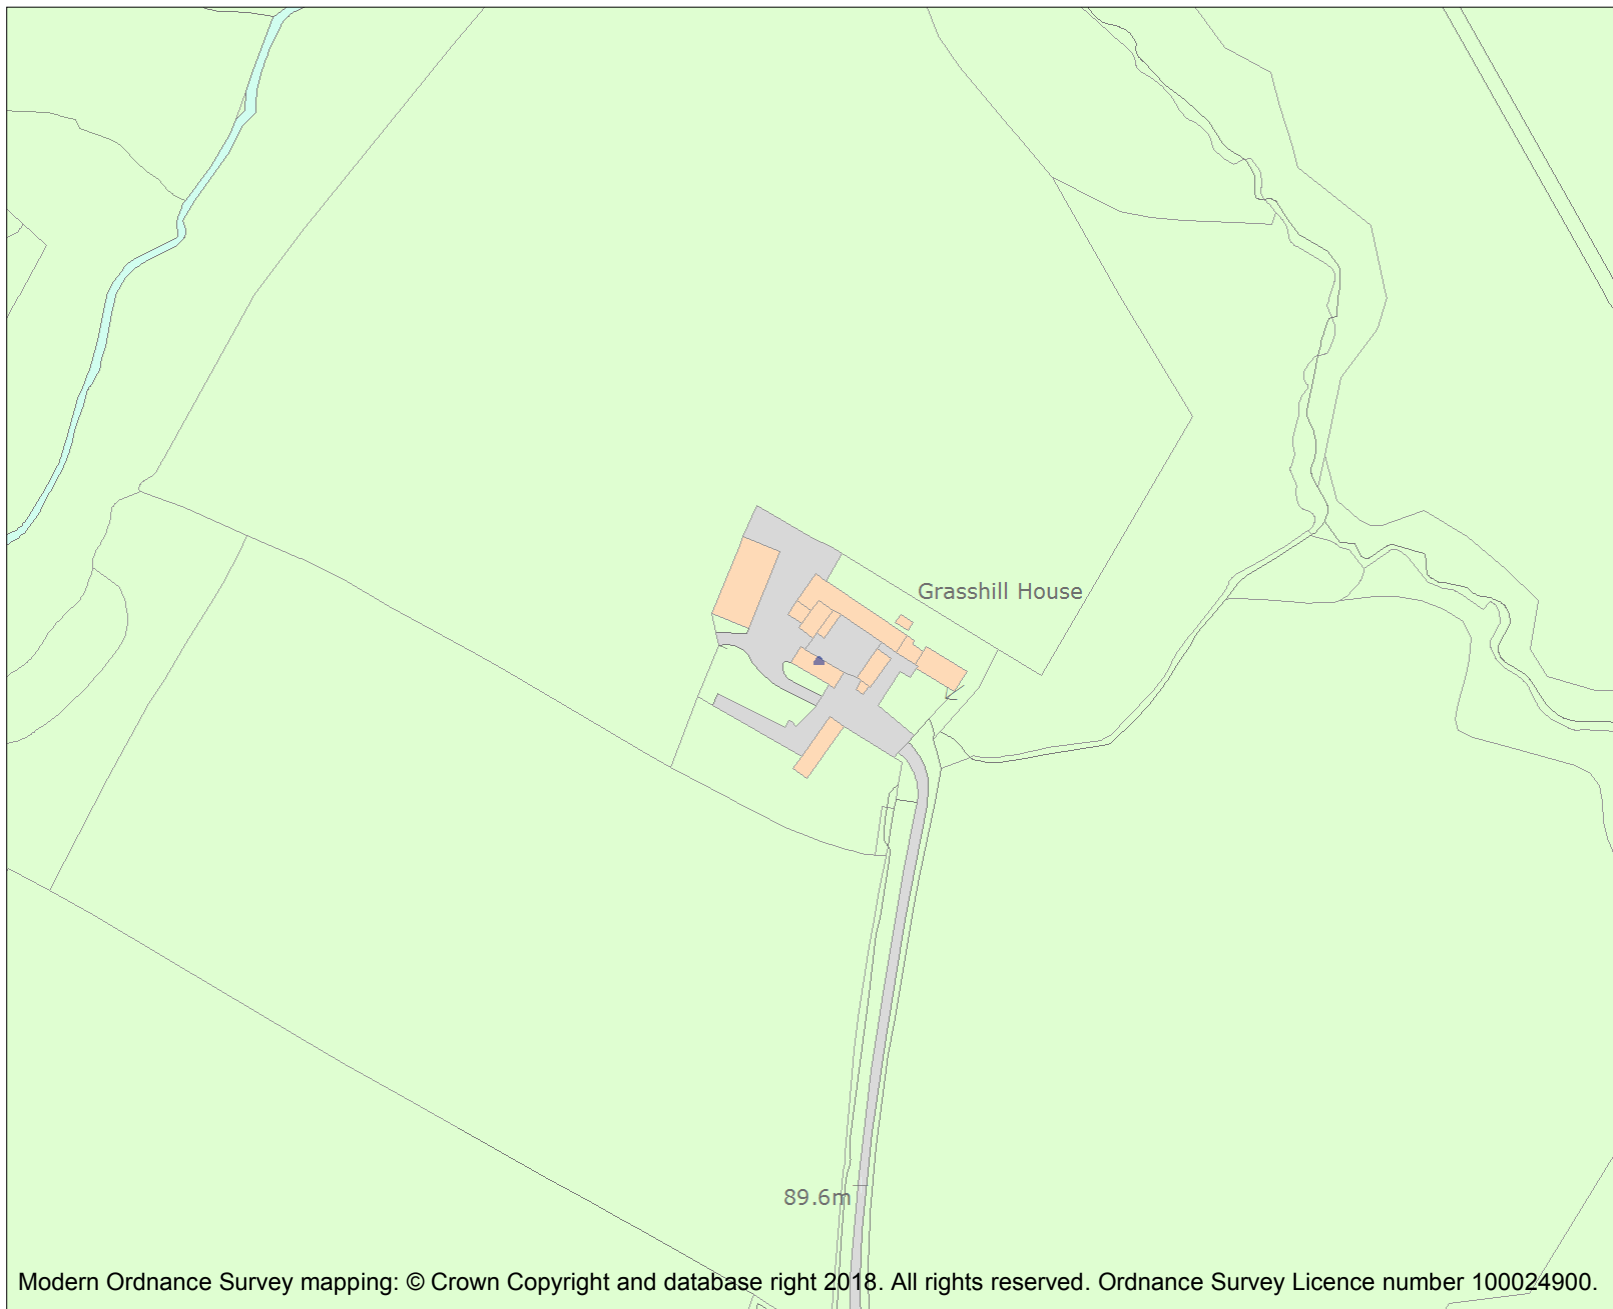 Grasshill House
89.6m
Modern Ordnance Survey mapping: © Crown Copyright and database right 2018. All rights reserved. Ordnance Survey Licence number 100024900.